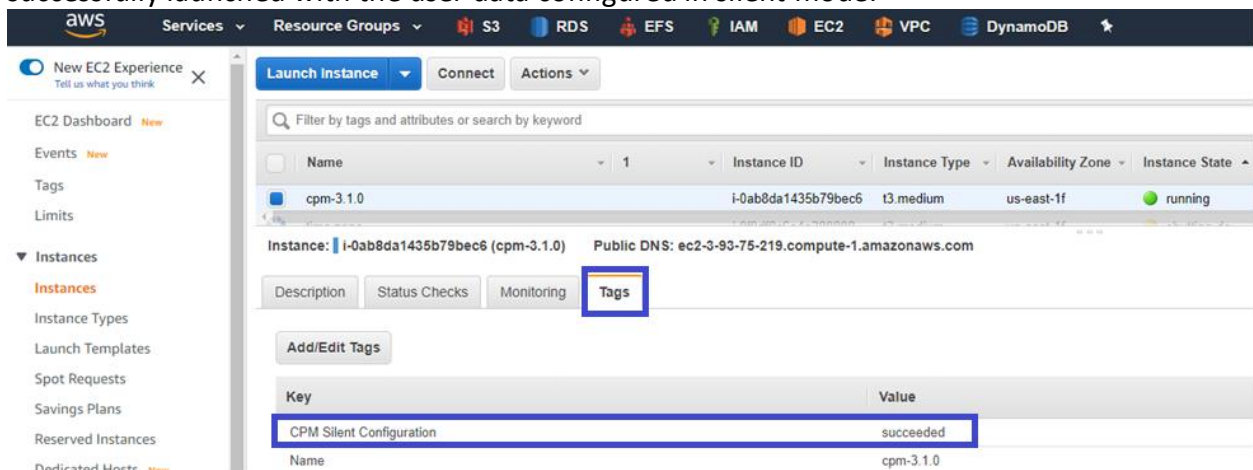 successfully launched with the user data configured in silent mode.
aws Services Resource Groups S3 RDS EFS IAM EC2 VPC DynamoDB
New EC2 Experience
Tell us what you think
Launch Instance Connect Actions
EC2 Dashboard New
Filter by tags and attributes or search by keyword
Events New
Name 1 Instance ID Instance Type Availability Zone Instance State
Tags
cpm-3.1.0 i-0ab8da1435b79bec6 t3.medium us-east-1f running
Limits
Instance: i-0ab8da1435b79bec6 (cpm-3.1.0) Public DNS: ec2-3-93-75-219.compute-1.amazonaws.com
Instances
Instances
Description Status Checks Monitoring Tags
Instance Types
Launch Templates
Add/Edit Tags
Spot Requests
Key Value
Savings Plans
CPM Silent Configuration succeeded
Reserved Instances
Name cpm-3.1.0
Dedicated Hosts New